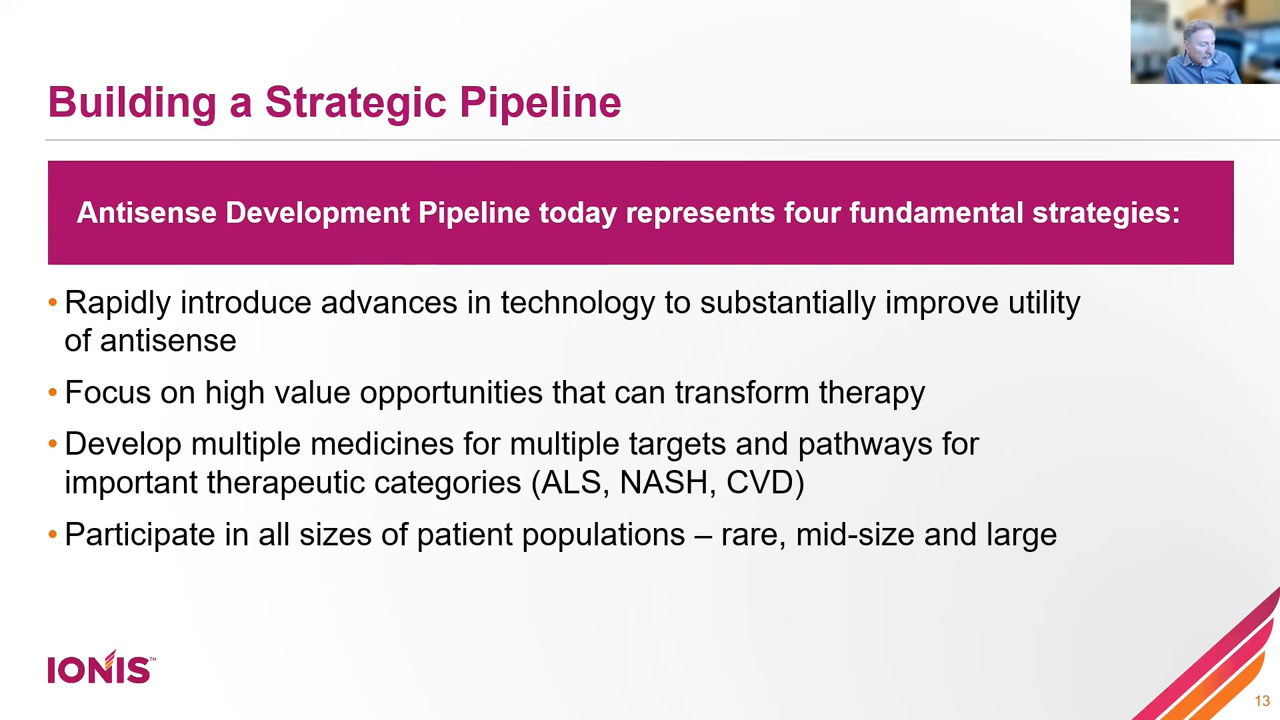 Building a Strategic Pipeline
Antisense Development Pipeline today represents four fundamental strategies:
• Rapidly introduce advances in technology to substantially improve utility
of antisense
• Focus on high value opportunities that can transform therapy
• Develop multiple medicines for multiple targets and pathways for
important therapeutic categories (ALS, NASH, CVD)
• Participate in all sizes of patient populations – rare, mid-size and large
IONIS™
13